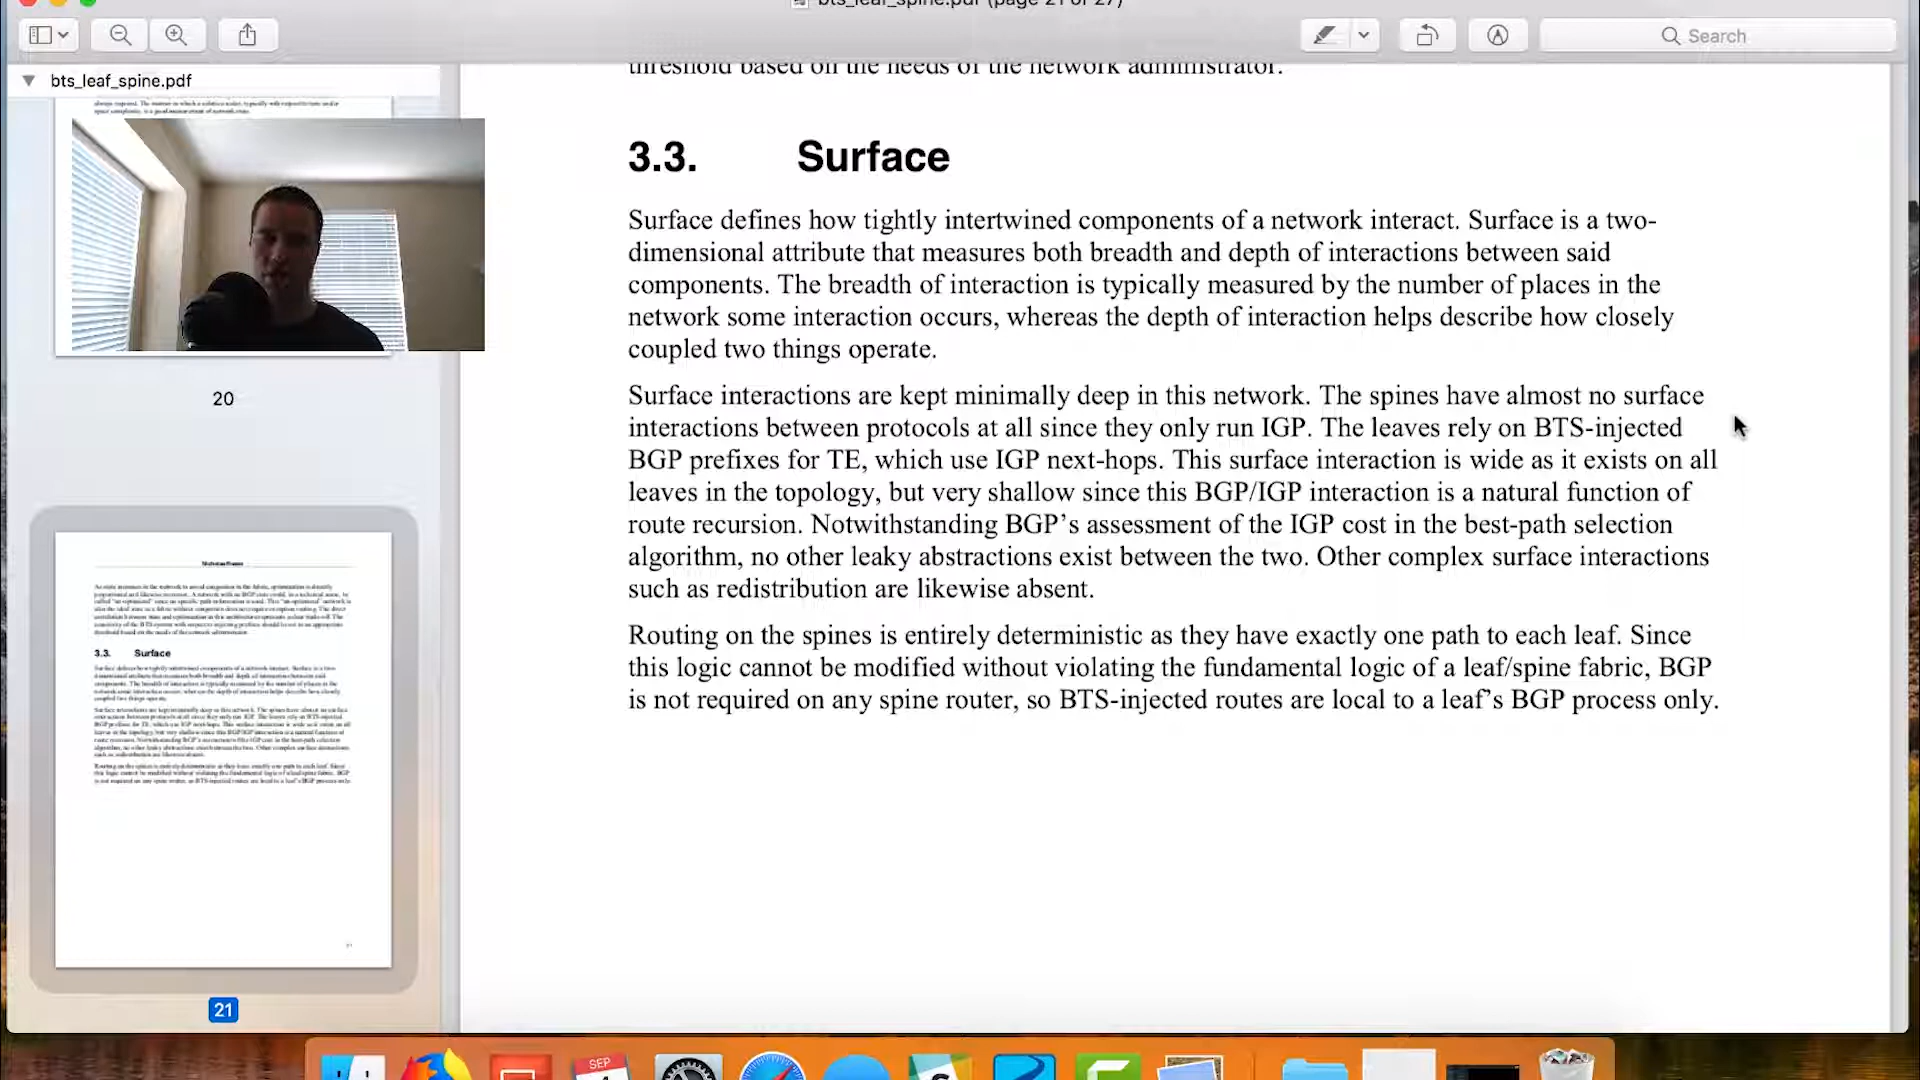 bts_leaf_spine.pdf (page 21 of 27)
Search
bts_leaf_spine.pdf
20
21
threshold based on the needs of the network administrator.
3.3. Surface
Surface defines how tightly intertwined components of a network interact. Surface is a two-
dimensional attribute that measures both breadth and depth of interactions between said
components. The breadth of interaction is typically measured by the number of places in the
network some interaction occurs, whereas the depth of interaction helps describe how closely
coupled two things operate.
Surface interactions are kept minimally deep in this network. The spines have almost no surface
interactions between protocols at all since they only run IGP. The leaves rely on BTS-injected
BGP prefixes for TE, which use IGP next-hops. This surface interaction is wide as it exists on all
leaves in the topology, but very shallow since this BGP/IGP interaction is a natural function of
route recursion. Notwithstanding BGP’s assessment of the IGP cost in the best-path selection
algorithm, no other leaky abstractions exist between the two. Other complex surface interactions
such as redistribution are likewise absent.
Routing on the spines is entirely deterministic as they have exactly one path to each leaf. Since
this logic cannot be modified without violating the fundamental logic of a leaf/spine fabric, BGP
is not required on any spine router, so BTS-injected routes are local to a leaf’s BGP process only.
3.3. Surface
SEP